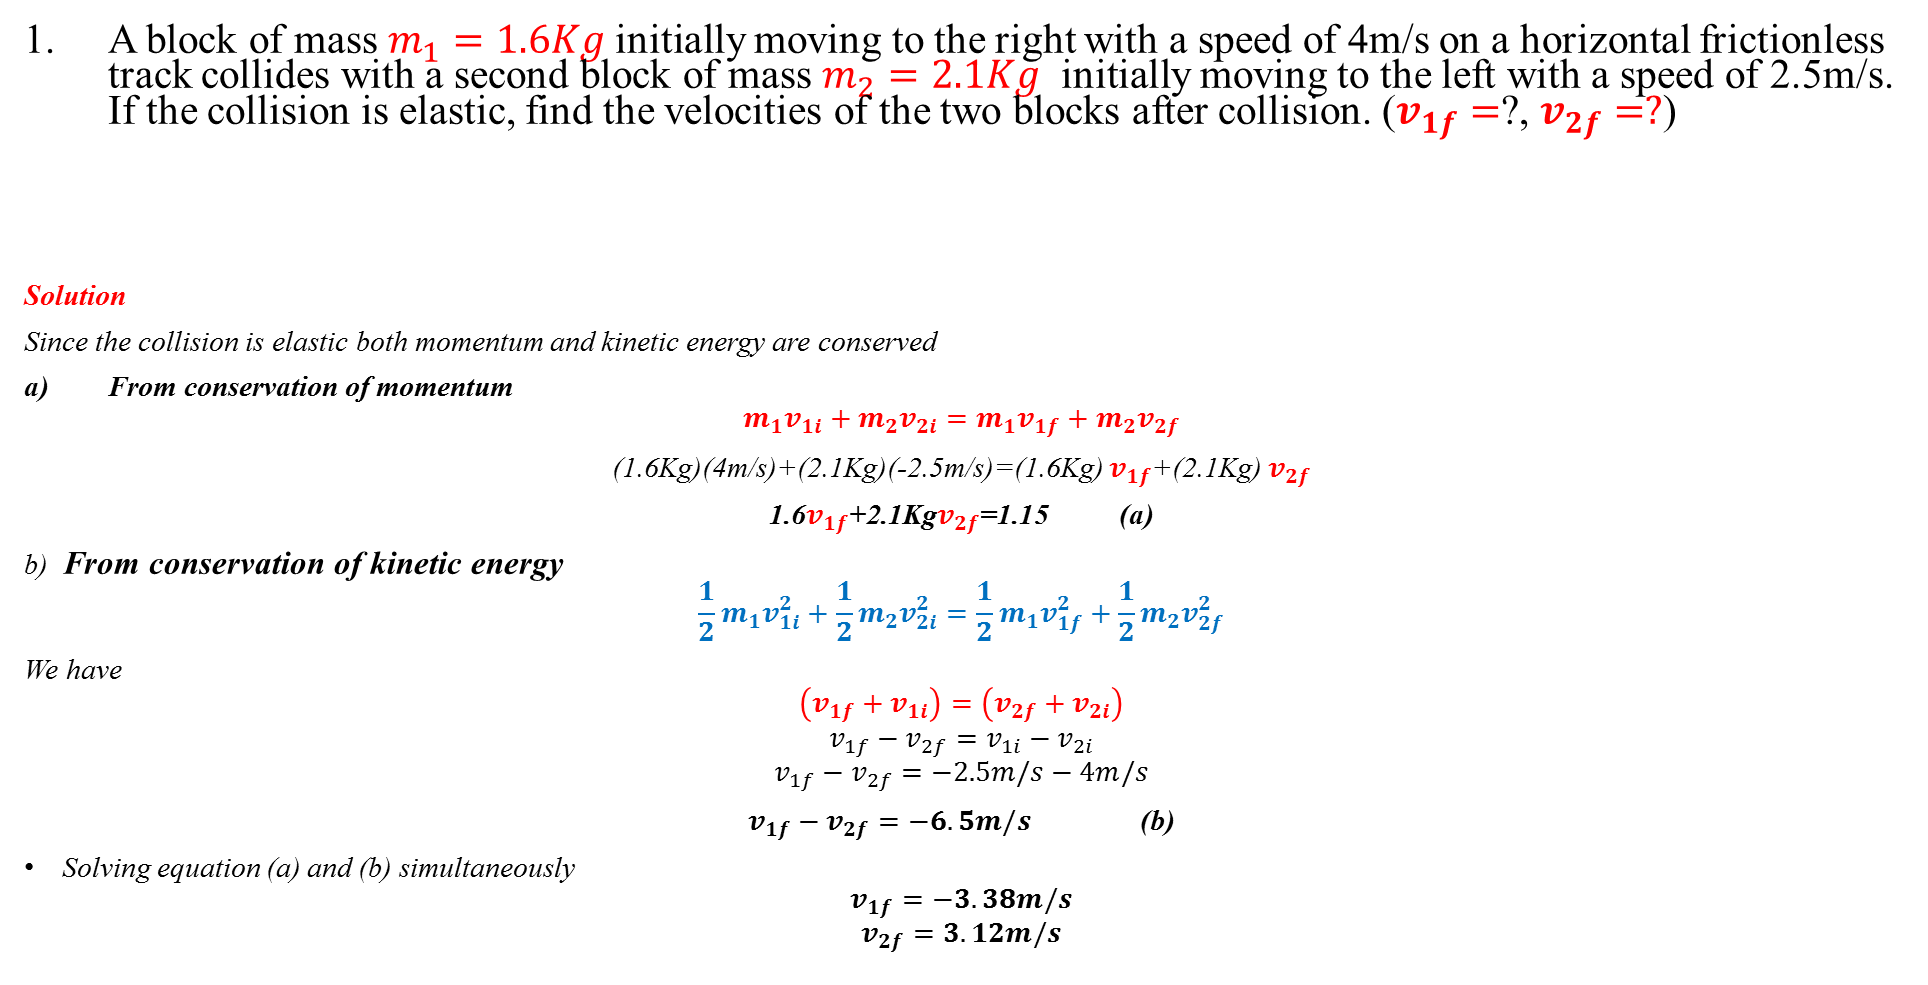 1. A block of mass m₁ = 1.6Kg initially moving to the right with a speed of 4m/s on a horizontal frictionless
track collides with a second block of mass m₂ = 2.1Kg initially moving to the left with a speed of 2.5m/s.
If the collision is elastic, find the velocities of the two blocks after collision. (v₁f =?, v₂f =?)
Solution
Since the collision is elastic both momentum and kinetic energy are conserved
a) From conservation of momentum
m₁v₁ᵢ + m₂v₂ᵢ = m₁v₁f + m₂v₂f
(1.6Kg)(4m/s)+(2.1Kg)(-2.5m/s)=(1.6Kg) v₁f+(2.1Kg) v₂f
1.6v₁f+2.1Kgv₂f=1.15 (a)
b) From conservation of kinetic energy
1/2 m₁v₁ᵢ² + 1/2 m₂v₂ᵢ² = 1/2 m₁v₁f² + 1/2 m₂v₂f²
We have
(v₁f + v₁ᵢ) = (v₂f + v₂ᵢ)
v₁f − v₂f = v₁ᵢ − v₂ᵢ
v₁f − v₂f = −2.5m/s − 4m/s
v₁f − v₂f = −6.5m/s (b)
• Solving equation (a) and (b) simultaneously
v₁f = −3.38m/s
v₂f = 3.12m/s